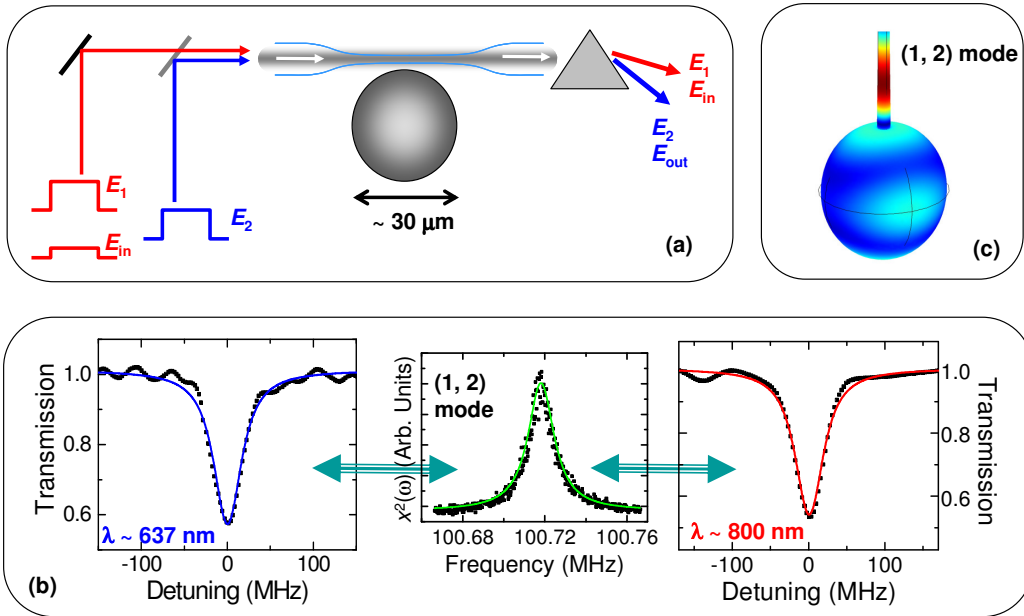 E1
Ein
E2
~ 30 µm
E1
Ein
E2
Eout
(a)
(1, 2) mode
(c)
Transmission
1.0
0.8
0.6
λ ~ 637 nm
-100 0 100
Detuning (MHz)
(b)
x²(ω) (Arb. Units)
(1, 2)
mode
100.68 100.72 100.76
Frequency (MHz)
1.0
0.8
0.6
Transmission
λ ~ 800 nm
-100 0 100
Detuning (MHz)